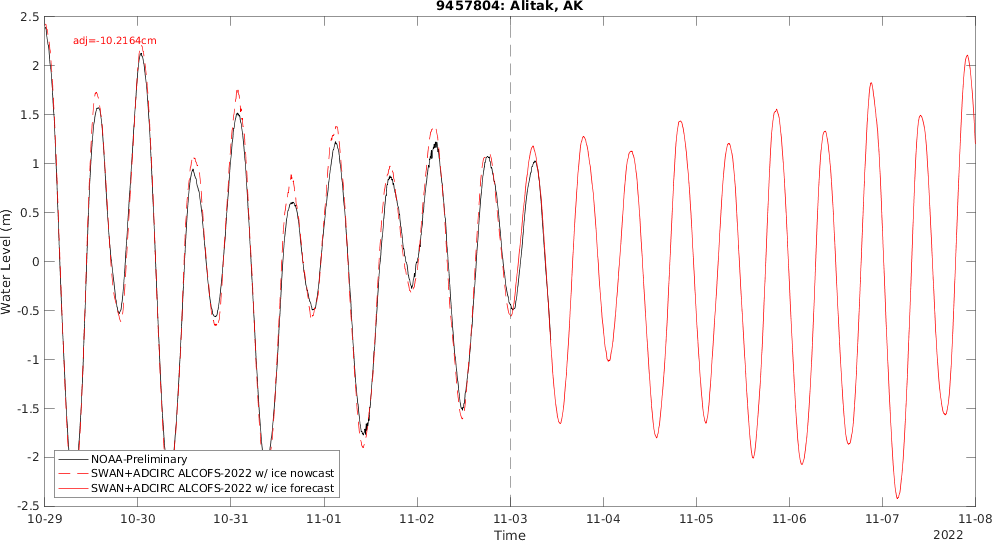 9457804: Alitak, AK
adj=-10.2164cm
Water Level (m)
2.5
2
1.5
1
0.5
0
-0.5
-1
-1.5
-2
-2.5
NOAA-Preliminary
SWAN+ADCIRC ALCOFS-2022 w/ ice nowcast
SWAN+ADCIRC ALCOFS-2022 w/ ice forecast
10-29 10-30 10-31 11-01 11-02 11-03 11-04 11-05 11-06 11-07 11-08
Time
2022